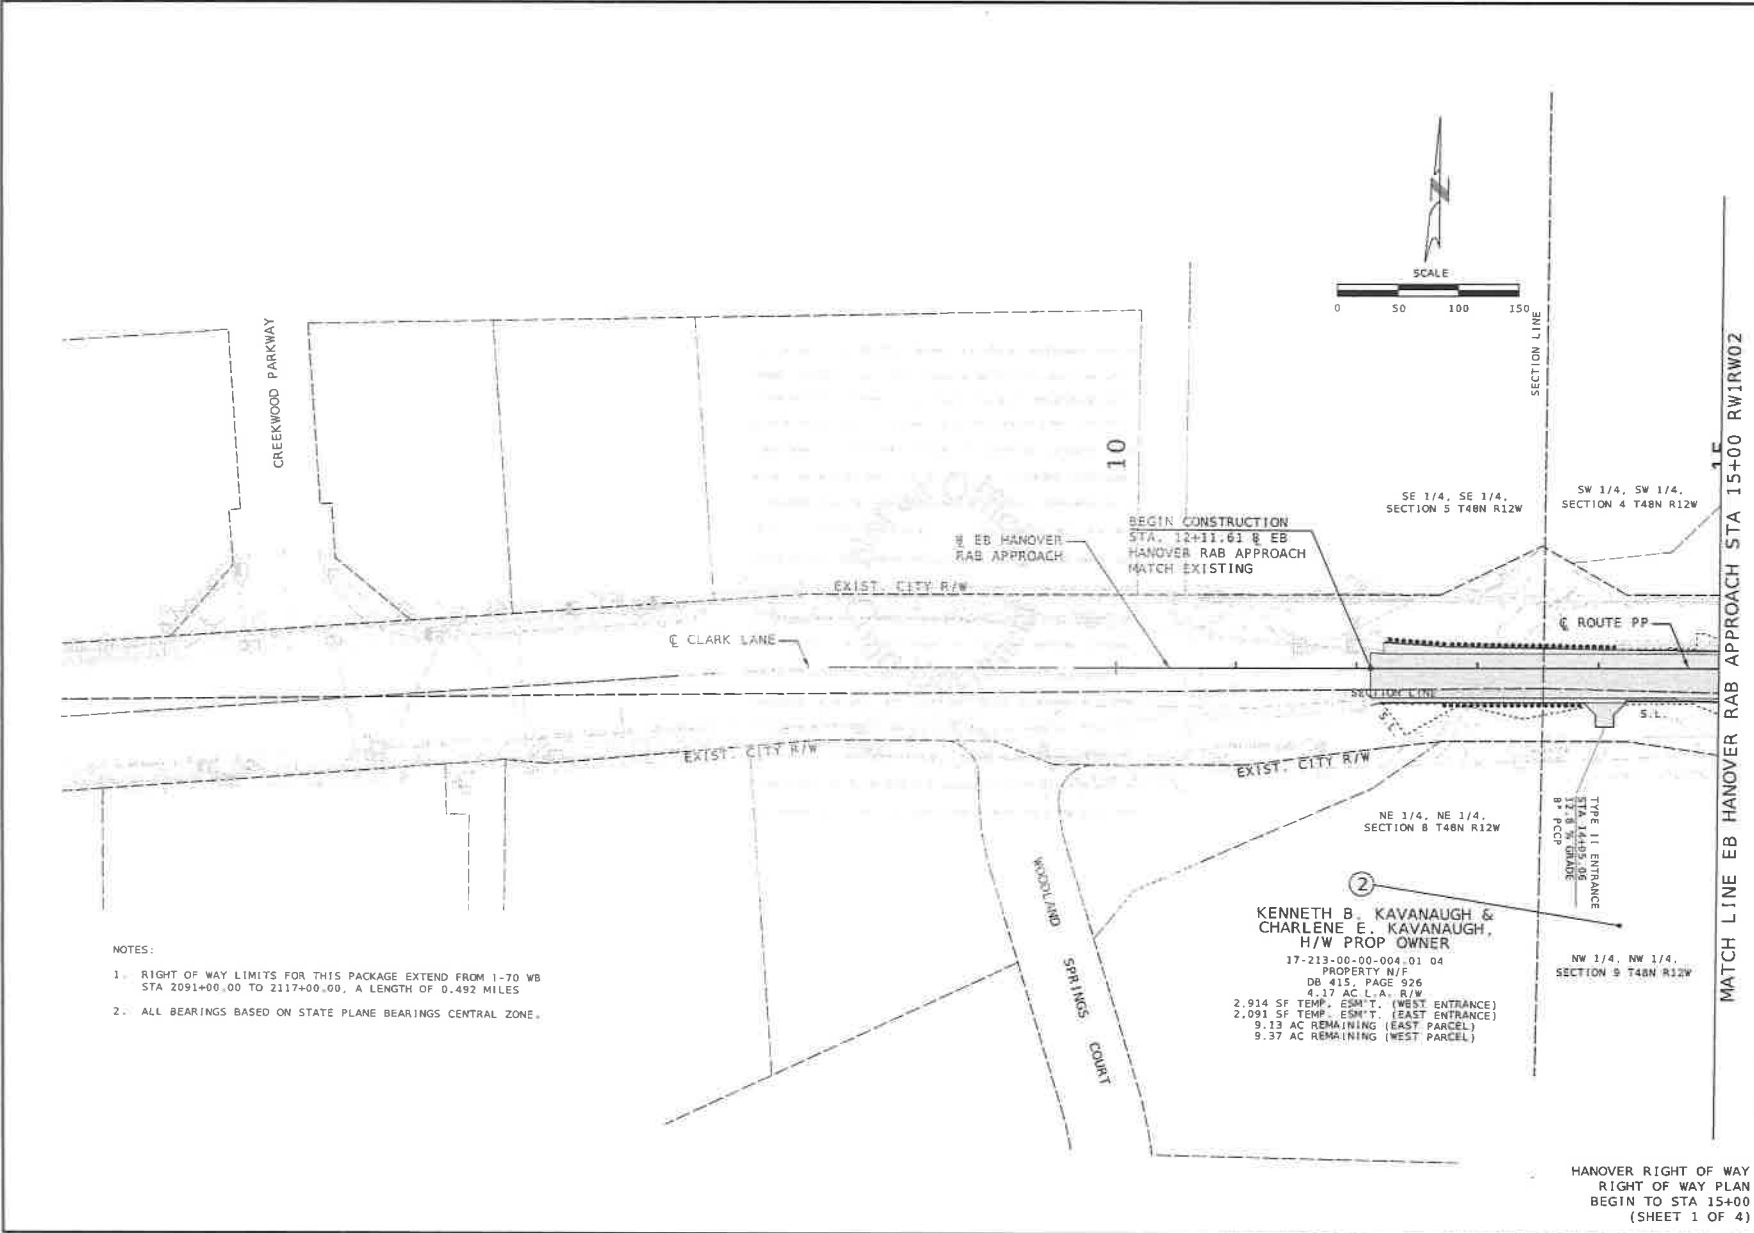 SCALE
0 50 100 150
SECTION LINE
CREEKWOOD PARKWAY
10
SE 1/4, SE 1/4,
SECTION 5 T48N R12W
SW 1/4, SW 1/4,
SECTION 4 T48N R12W
BEGIN CONSTRUCTION
STA. 12+11.61 ℄ EB
HANOVER RAB APPROACH
MATCH EXISTING
℄ EB HANOVER
RAB APPROACH
EXIST. CITY R/W
℄ CLARK LANE
℄ ROUTE PP
SECTION LINE
S.L.
S.L.
EXIST. CITY R/W
EXIST. CITY R/W
TYPE II ENTRANCE
STA 14+05.06
12.8 % GRADE
8" PCCP
NE 1/4, NE 1/4,
SECTION 8 T48N R12W
WOODLAND SPRINGS COURT
2
KENNETH B. KAVANAUGH &
CHARLENE E. KAVANAUGH,
H/W PROP OWNER
17-213-00-00-004.01 04
PROPERTY N/F
DB 415, PAGE 926
4.17 AC L.A. R/W
2,914 SF TEMP. ESM'T. (WEST ENTRANCE)
2,091 SF TEMP. ESM'T. (EAST ENTRANCE)
9.13 AC REMAINING (EAST PARCEL)
9.37 AC REMAINING (WEST PARCEL)
NW 1/4, NW 1/4,
SECTION 9 T48N R12W
MATCH LINE EB HANOVER RAB APPROACH STA 15+00 RW1RW02
NOTES:
1. RIGHT OF WAY LIMITS FOR THIS PACKAGE EXTEND FROM I-70 WB
STA 2091+00.00 TO 2117+00.00, A LENGTH OF 0.492 MILES
2. ALL BEARINGS BASED ON STATE PLANE BEARINGS CENTRAL ZONE.
HANOVER RIGHT OF WAY
RIGHT OF WAY PLAN
BEGIN TO STA 15+00
(SHEET 1 OF 4)